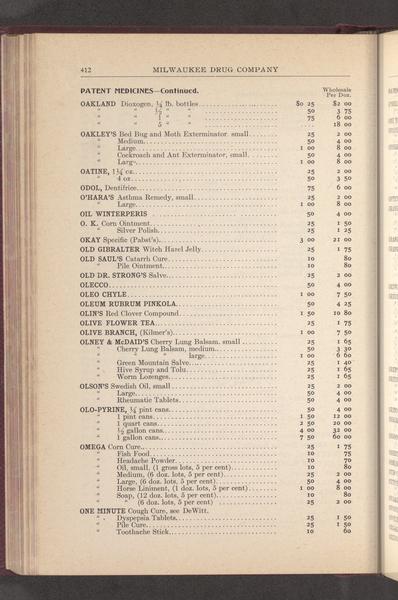 412 MILWAUKEE DRUG COMPANY
PATENT MEDICINES—Continued. Wholesale Per Doz.
OAKLAND Dioxogen, ¼ lb. bottles $0 25 $2 00
" " ½ " " 50 3 75
" " 1 " " 75 6 00
" " 5 " " 18 00
OAKLEY'S Bed Bug and Moth Exterminator small 25 2 00
" Medium 50 4 00
" Large 1 00 8 00
" Cockroach and Ant Exterminator, small 50 4 00
" Large 1 00 8 00
OATINE, 1¼ oz. 25 2 00
" 4 oz. 50 3 50
ODOL, Dentifrice 75 6 00
O'HARA'S Asthma Remedy, small 25 2 00
" Large 1 00 8 00
OIL WINTERPERIS 50 4 00
O. K. Corn Ointment 25 1 50
" Silver Polish 25 1 25
OKAY Specific (Pabst's) 3 00 21 00
OLD GIBRALTER Witch Hazel Jelly 25 1 75
OLD SAUL'S Catarrh Cure 10 80
" Pile Ointment 10 80
OLD DR. STRONG'S Salve 25 2 00
OLECCO 50 4 00
OLEO CHYLE 1 00 7 50
OLEUM RUBRUM PINKOLA 50 4 25
OLIN'S Red Clover Compound 1 50 10 80
OLIVE FLOWER TEA 25 1 75
OLIVE BRANCH, (Kilmer's) 1 00 7 50
OLNEY & McDAID'S Cherry Lung Balsam. small 25 1 65
" Cherry Lung Balsam, medium 50 3 30
" " " " large 1 00 6 60
" Green Mountain Salve 25 1 40
" Hive Syrup and Tolu 25 1 65
" Worm Lozenges 25 1 65
OLSON'S Swedish Oil, small 25 2 00
" Large 50 4 00
" Rheumatic Tablets 50 4 00
OLO-PYRINE, ¼ pint cans 50 4 00
" 1 pint cans 1 50 12 00
" 1 quart cans 2 50 20 00
" ½ gallon cans 4 00 32 00
" 1 gallon cans 7 50 60 00
OMEGA Corn Cure 25 1 75
" Fish Food 10 75
" Headache Powder 10 70
" Oil, small, (1 gross lots, 5 per cent) 10 80
" Medium, (6 doz. lots, 5 per cent) 25 2 00
" Large, (6 doz. lots, 5 per cent) 50 4 00
" Horse Liniment, (1 doz. lots, 5 per cent) 1 00 8 00
" Soap, (12 doz. lots, 5 per cent) 10 80
" " (6 doz. lots, 5 per cent) 25 2 00
ONE MINUTE Cough Cure, see DeWitt.
" Dyspepsia Tablets 25 1 50
" Pile Cure 25 1 50
" Toothache Stick 10 60